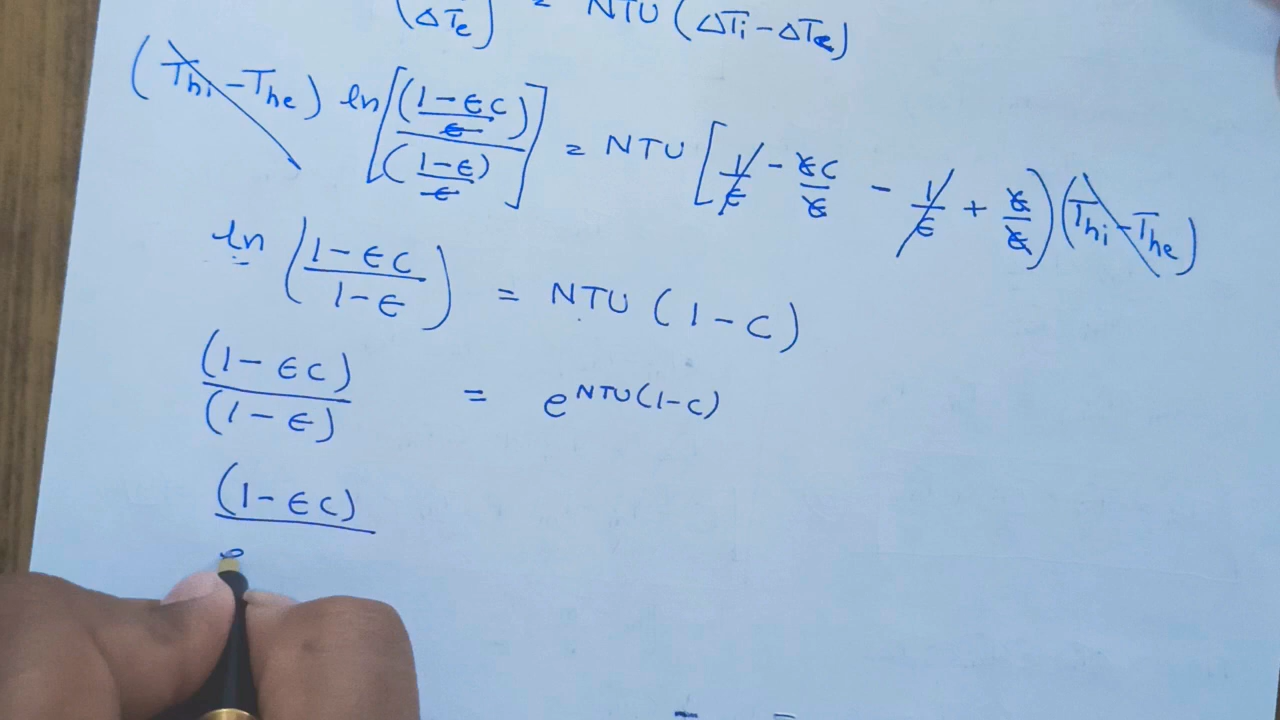 (ΔTe) = NTU (ΔTi - ΔTe)
(Thi - The) ln [((1-ϵC)/ϵ) / ((1-ϵ)/ϵ)] = NTU [1/ϵ - ϵC/ϵ - 1/ϵ + ϵ/ϵ) (Thi - The)
ln ((1-ϵC)/(1-ϵ)) = NTU (1-C)
(1-ϵC)/(1-ϵ) = e^NTU(1-C)
(1-ϵC)
e